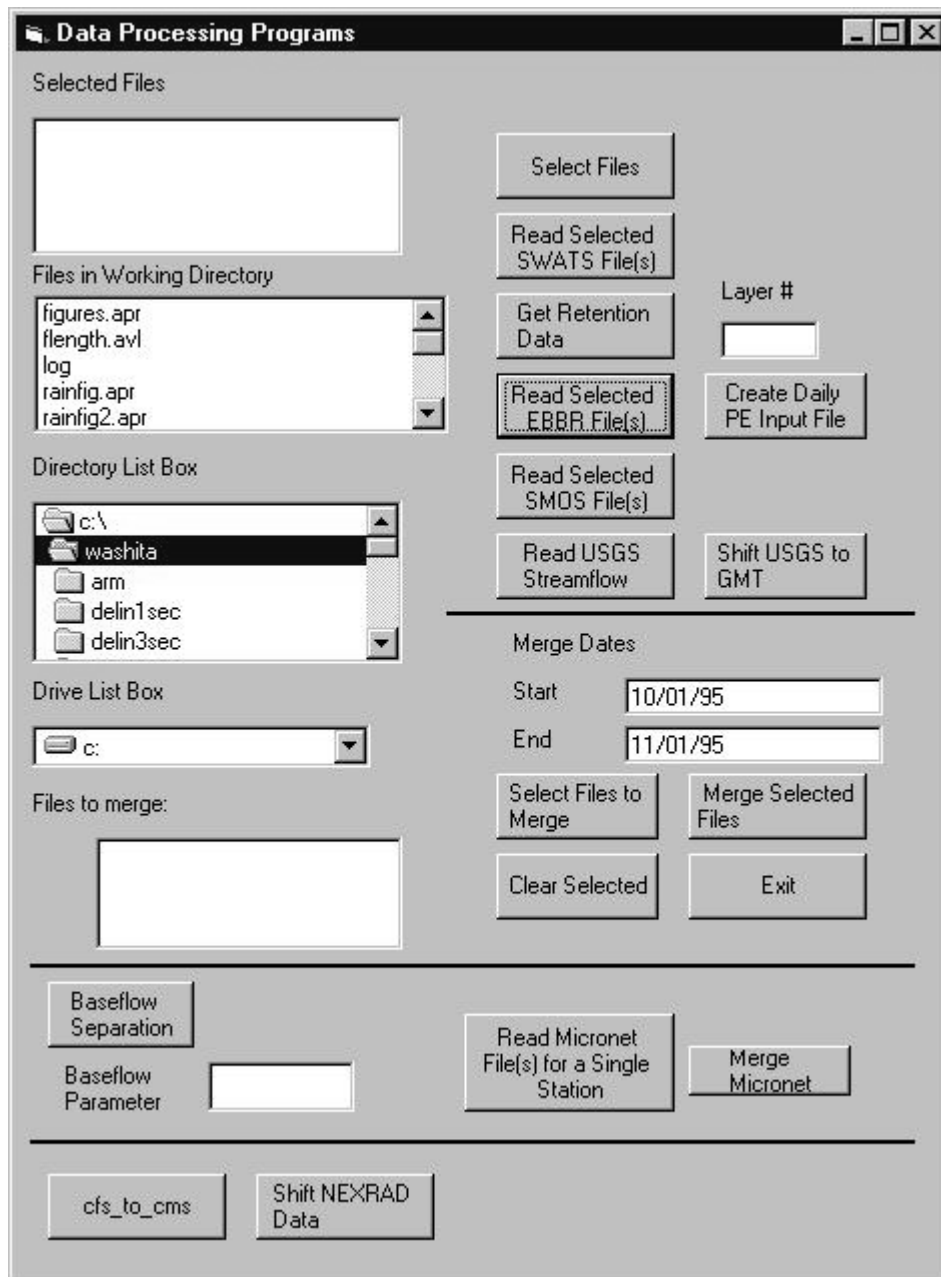 Data Processing Programs
Selected Files
Select Files
Read Selected
SWATS File(s)
Files in Working Directory
figures.apr
flength.avl
log
rainfig.apr
rainfig2.apr
Get Retention
Data
Layer #
Read Selected
EBBR File(s)
Create Daily
PE Input File
Directory List Box
c:\
washita
arm
delin1sec
delin3sec
Read Selected
SMOS File(s)
Read USGS
Streamflow
Shift USGS to
GMT
Drive List Box
c:
Merge Dates
Start
10/01/95
End
11/01/95
Files to merge:
Select Files to
Merge
Merge Selected
Files
Clear Selected
Exit
Baseflow
Separation
Baseflow
Parameter
Read Micronet
File(s) for a Single
Station
Merge
Micronet
cfs_to_cms
Shift NEXRAD
Data